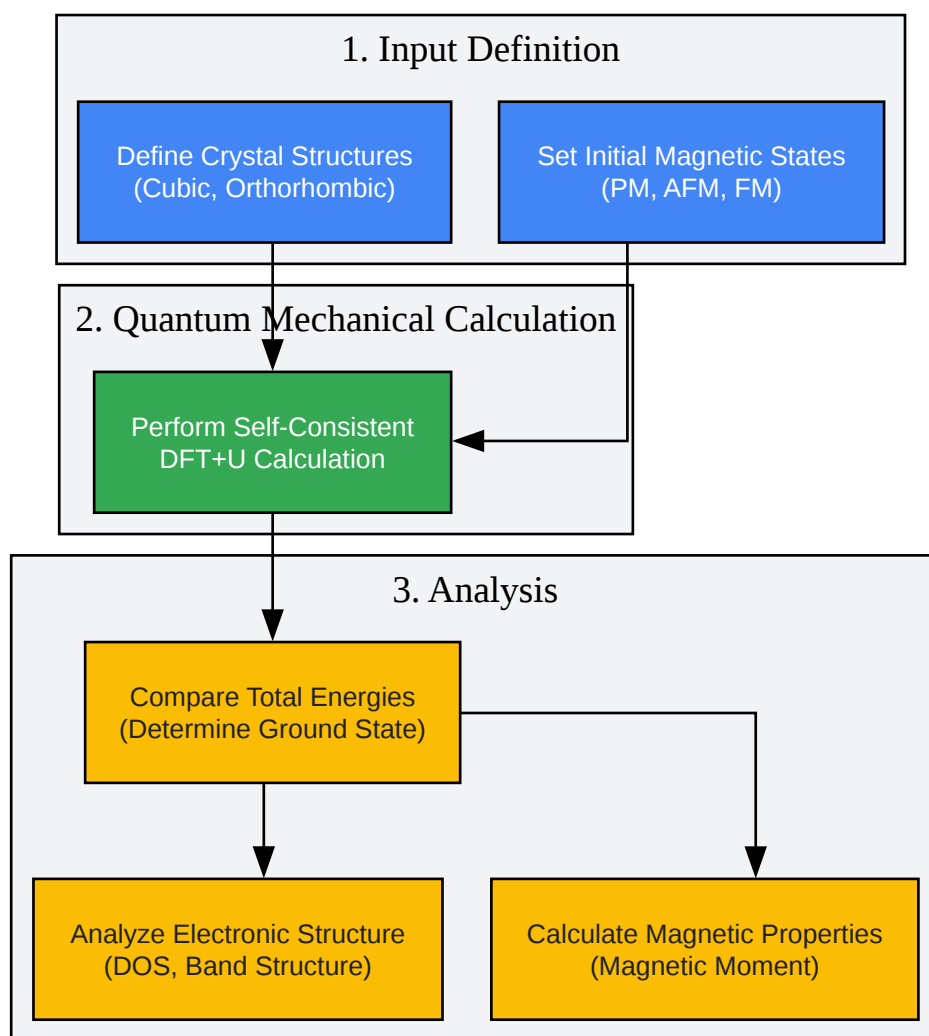 1. Input Definition
Define Crystal Structures
(Cubic, Orthorhombic)
Set Initial Magnetic States
(PM, AFM, FM)
2. Quantum Mechanical Calculation
Perform Self-Consistent
DFT+U Calculation
3. Analysis
Compare Total Energies
(Determine Ground State)
Analyze Electronic Structure
(DOS, Band Structure)
Calculate Magnetic Properties
(Magnetic Moment)